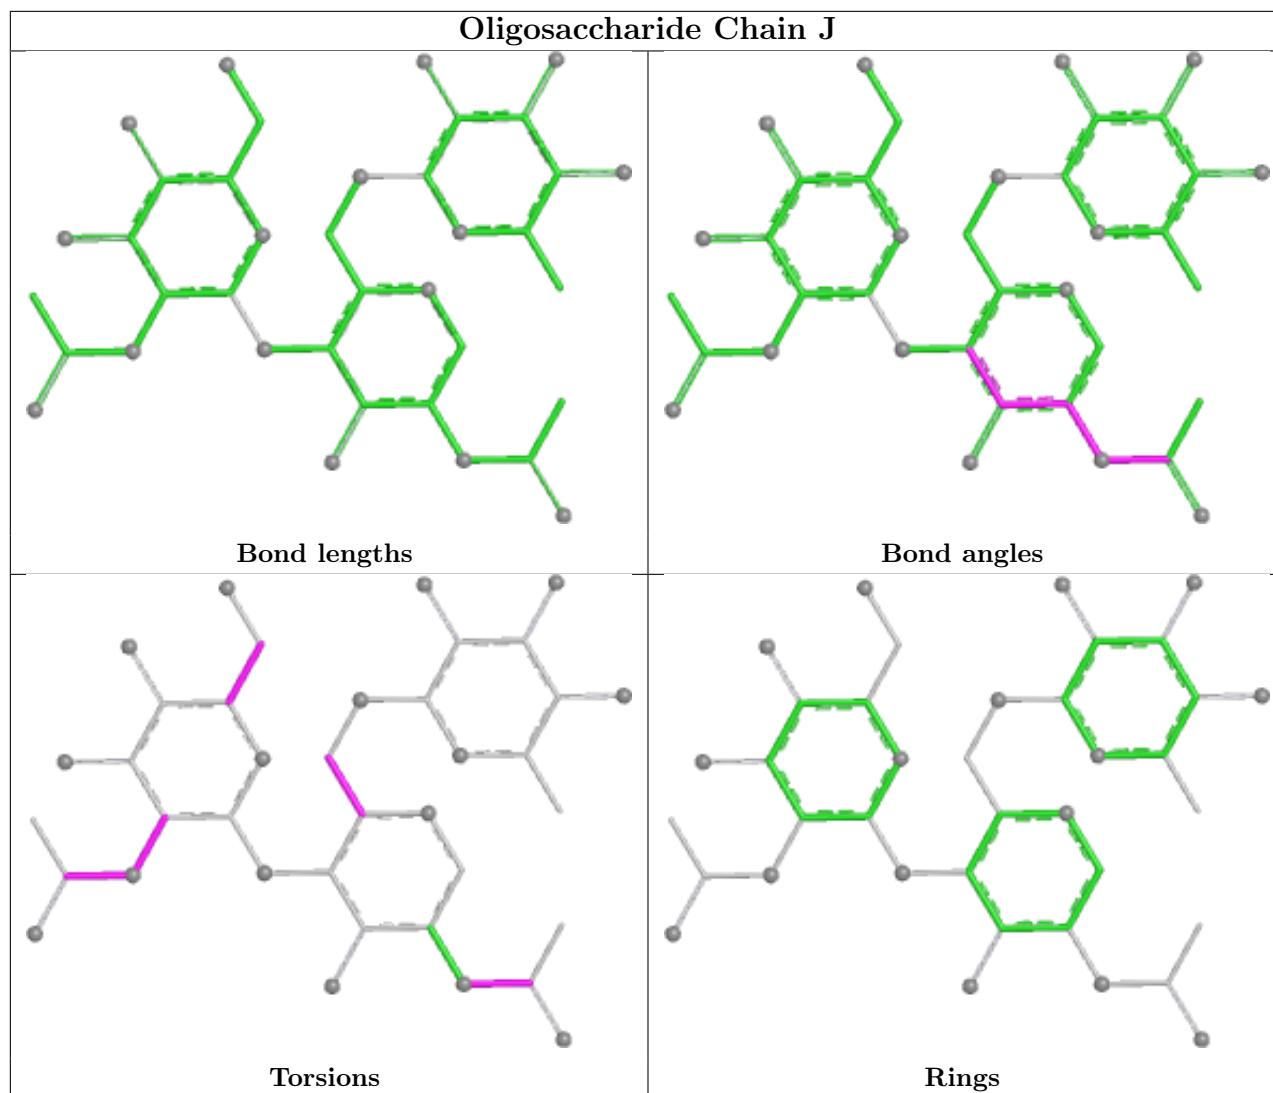 Oligosaccharide Chain J
Bond lengths
Bond angles
Torsions
Rings